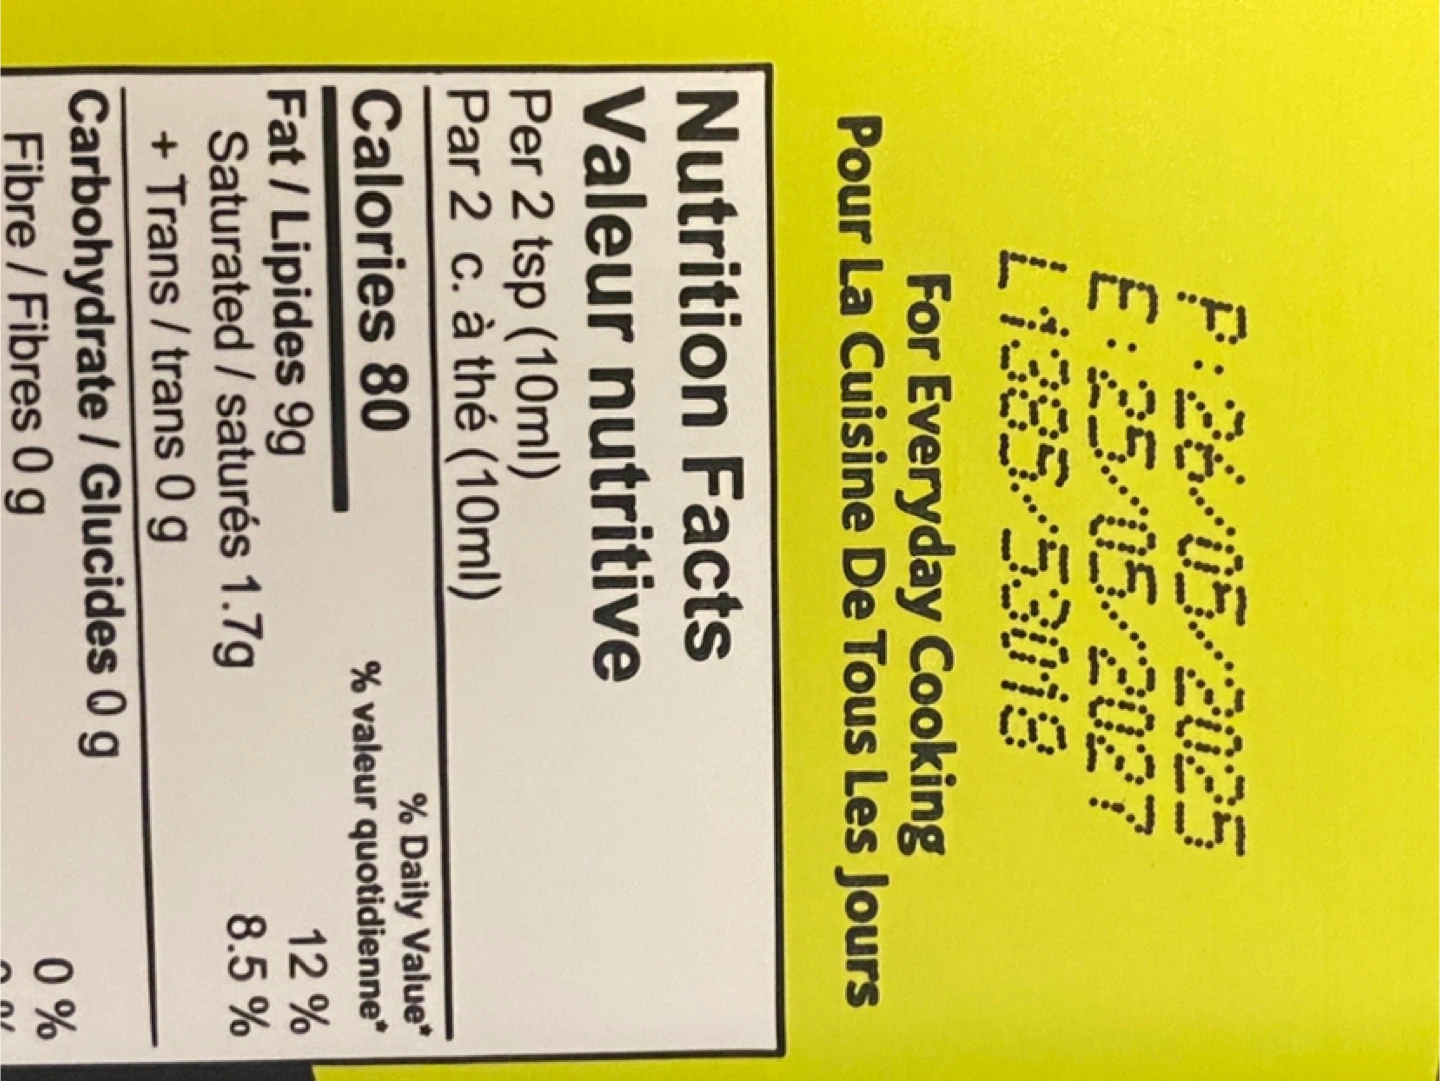 P:26/05/2025
E:25/05/2027
L:1385/53018
For Everyday Cooking
Pour La Cuisine De Tous Les Jours
Nutrition Facts
Valeur nutritive
Per 2 tsp (10ml)
Par 2 c. à thé (10ml)
Calories 80
% Daily Value*
% valeur quotidienne*
Fat / Lipides 9g 12 %
Saturated / saturés 1.7g 8.5 %
+ Trans / trans 0 g
Carbohydrate / Glucides 0 g
Fibre / Fibres 0 g 0 %